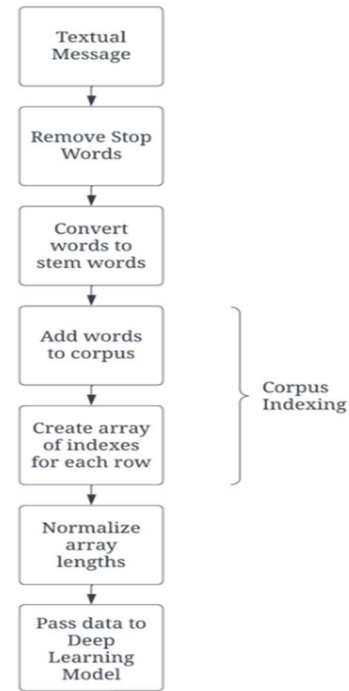 Textual
Message
Remove Stop
Words
Convert
words to
stem words
Add words
to corpus
Create array
of indexes
for each row
Corpus
Indexing
Normalize
array
lengths
Pass data to
Deep
Learning
Model